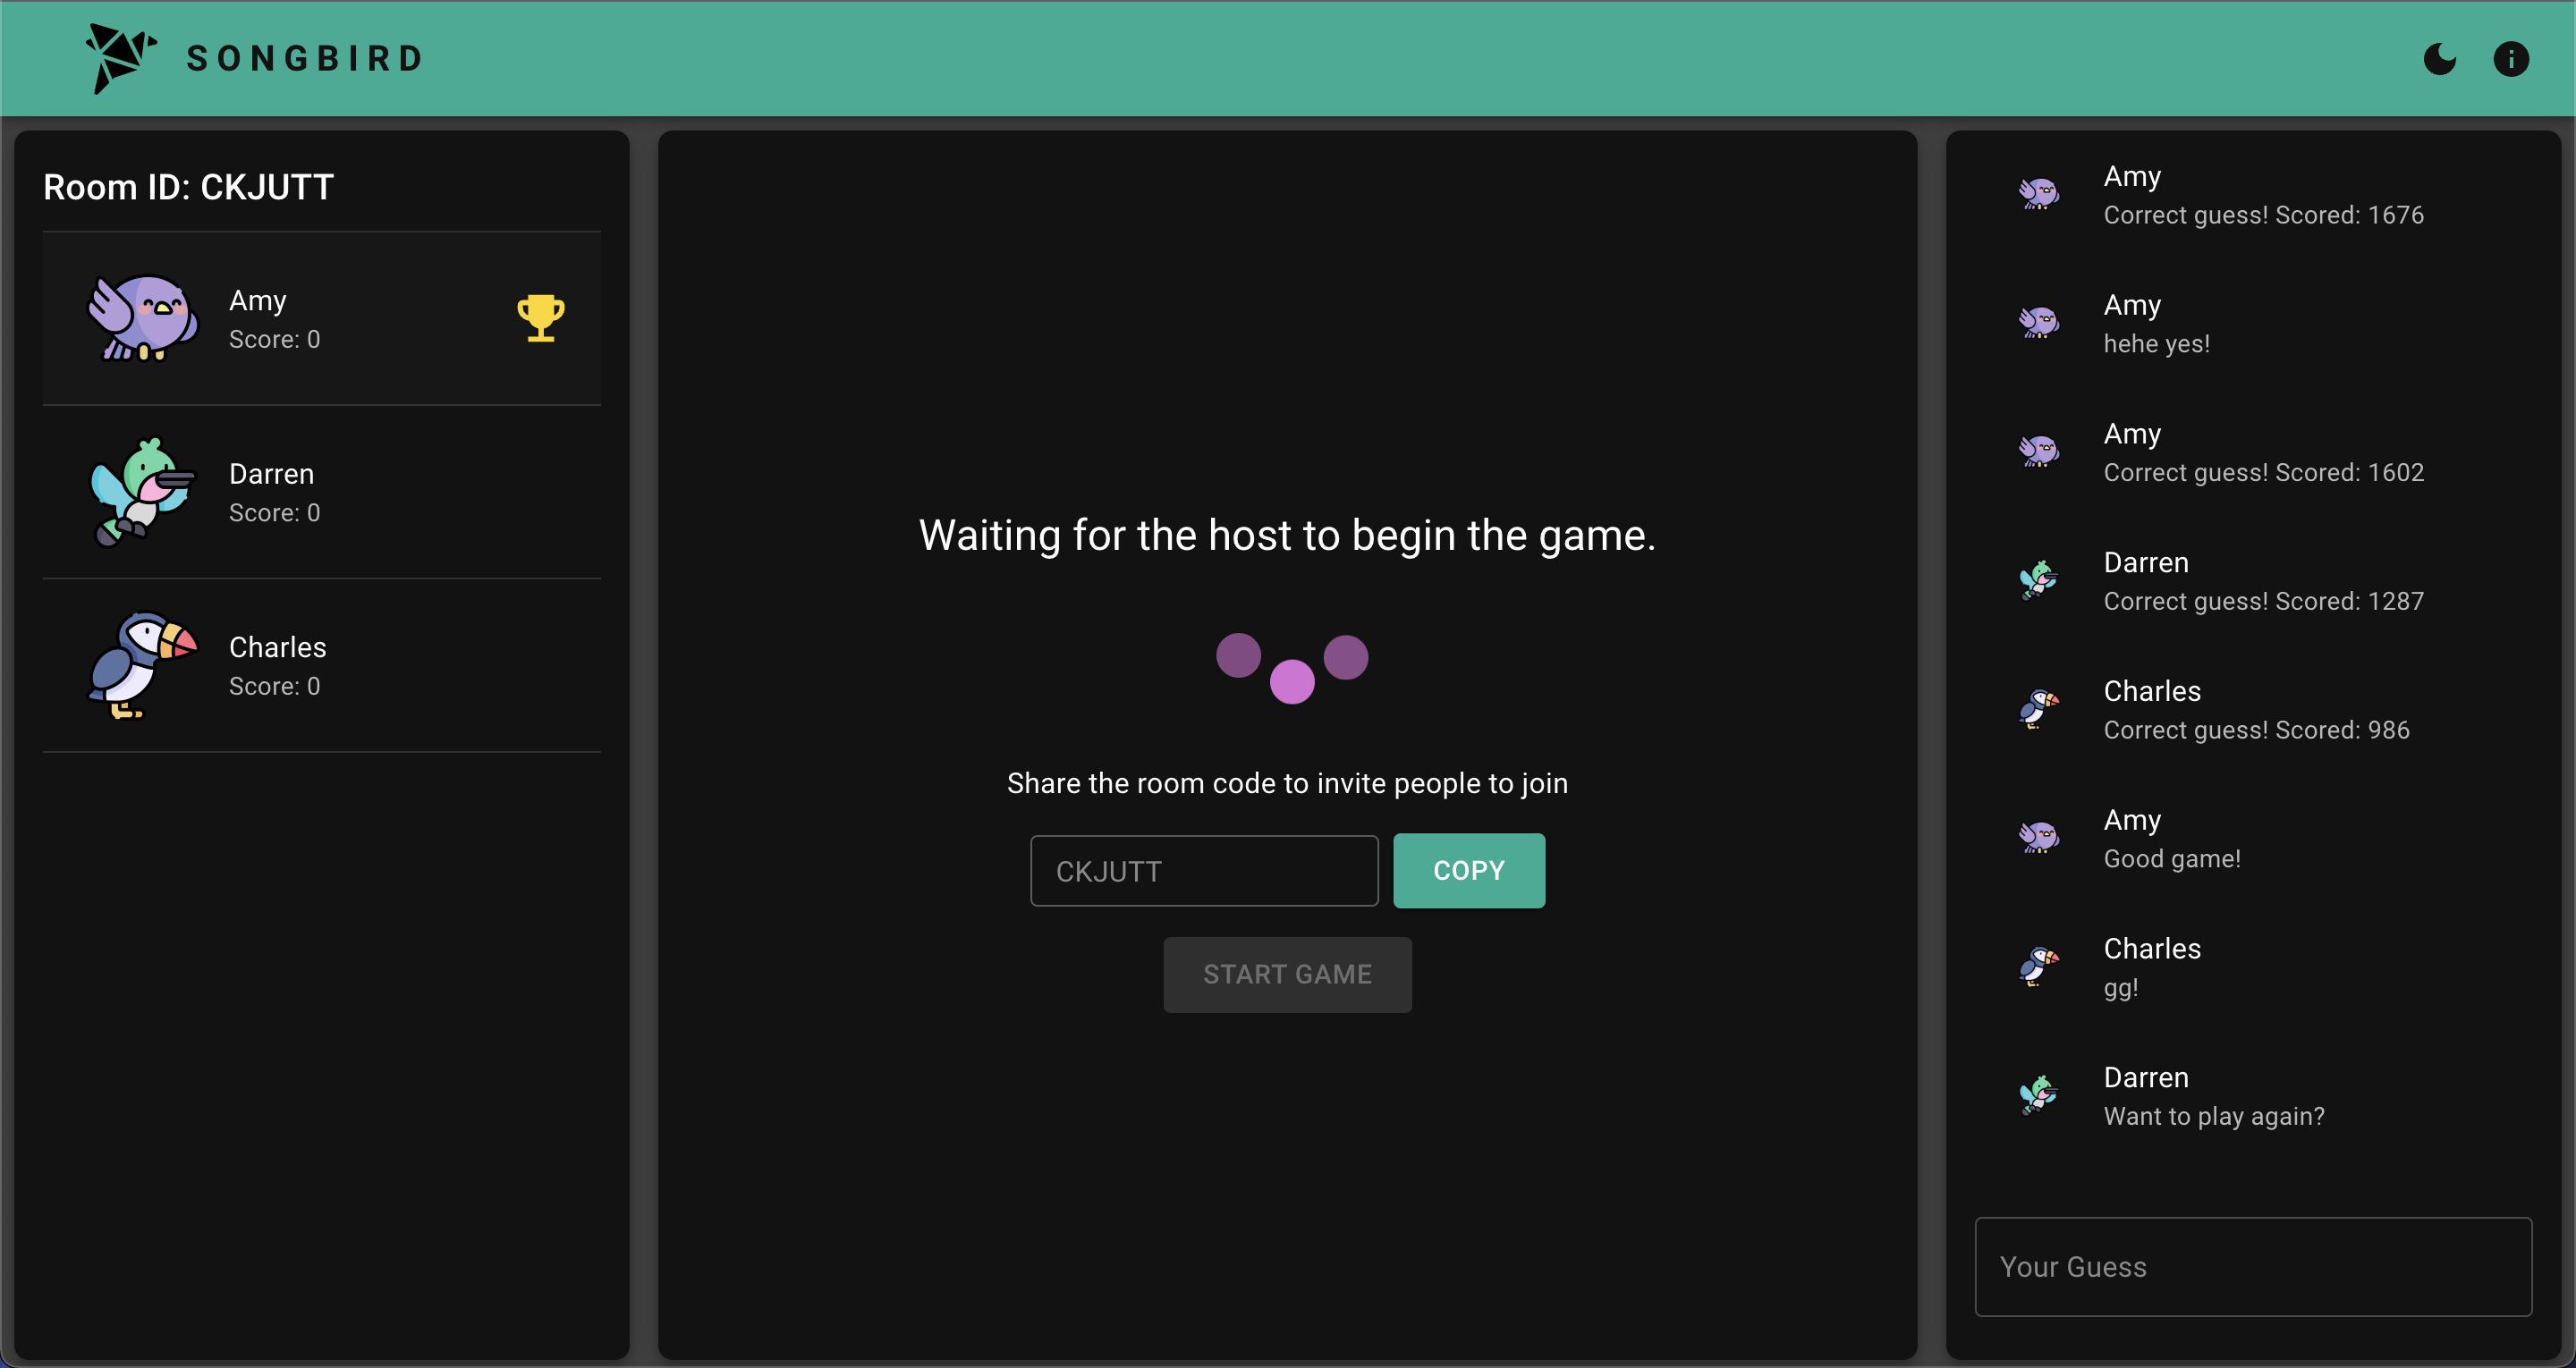 SONGBIRD
Room ID: CKJUTT
Amy
Score: 0
Darren
Score: 0
Charles
Score: 0
Waiting for the host to begin the game.
Share the room code to invite people to join
CKJUTT
COPY
START GAME
Amy
Correct guess! Scored: 1676
Amy
hehe yes!
Amy
Correct guess! Scored: 1602
Darren
Correct guess! Scored: 1287
Charles
Correct guess! Scored: 986
Amy
Good game!
Charles
gg!
Darren
Want to play again?
Your Guess